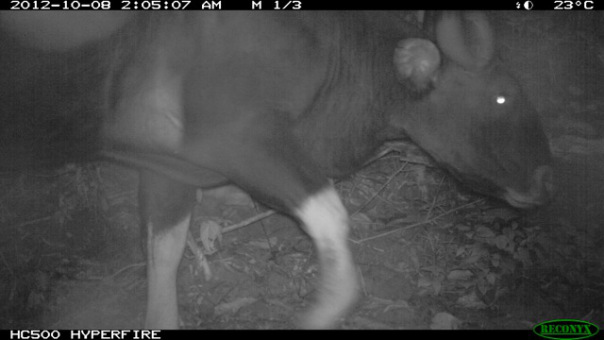 2012-10-08 2:05:07 AM M 1/3 23°C
HC500 HYPERFIRE
RECONYX